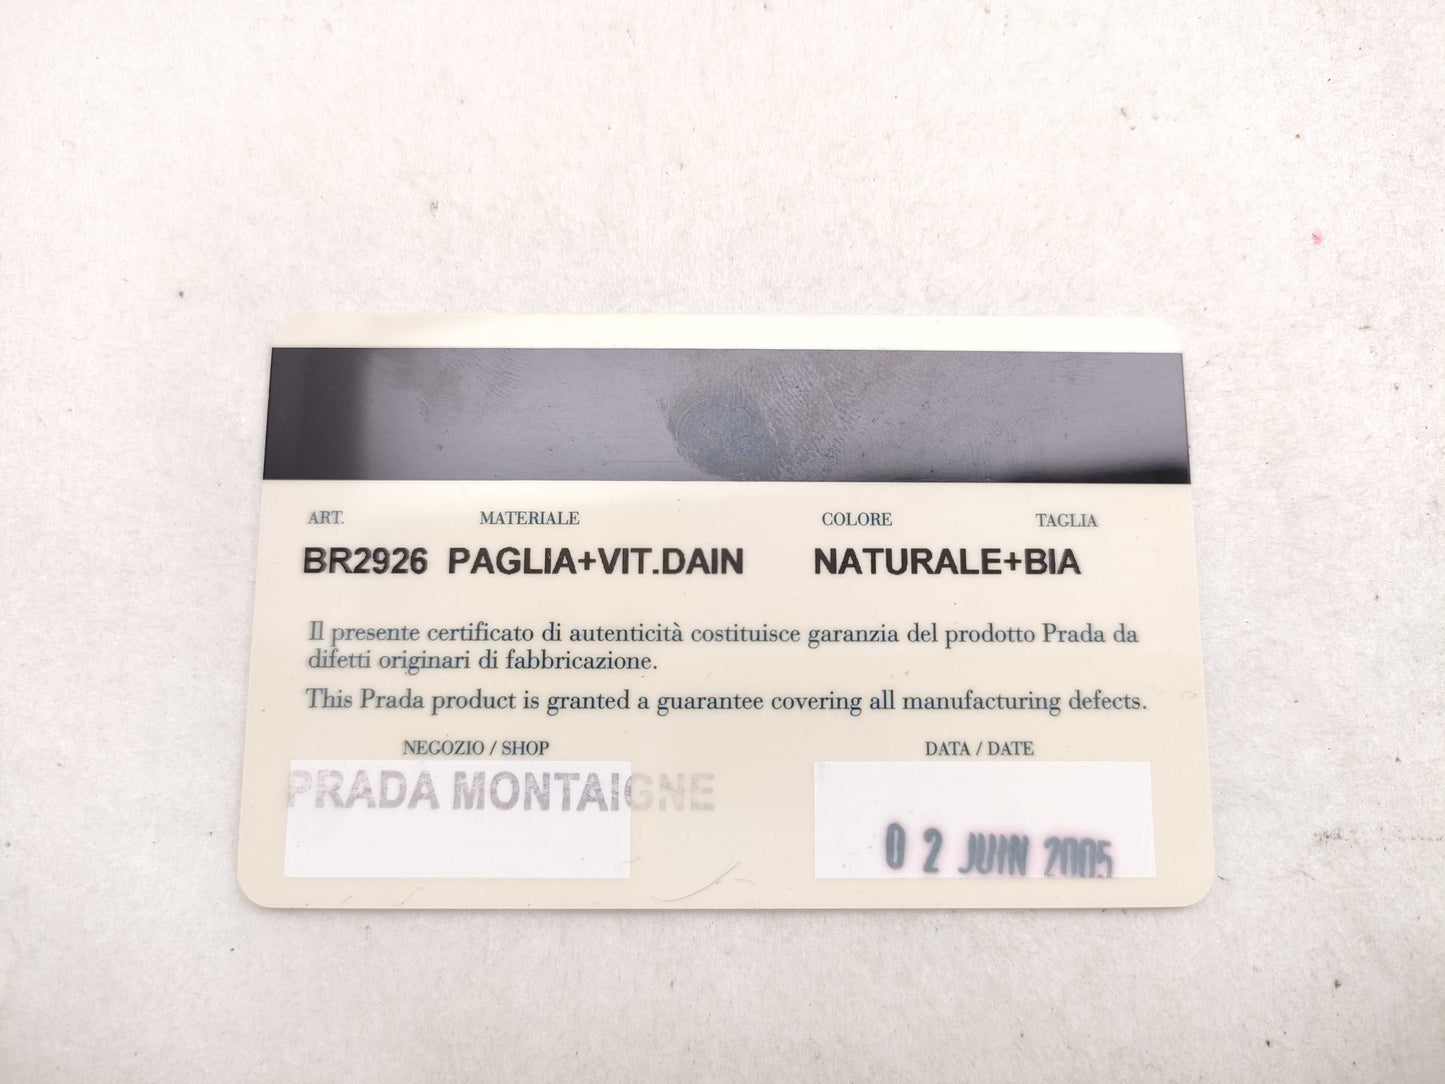 ART. MATERIALE COLORE TAGLIA
BR2926 PAGLIA+VIT.DAIN NATURALE+BIA
Il presente certificato di autenticità costituisce garanzia del prodotto Prada da
difetti originari di fabbricazione.
This Prada product is granted a guarantee covering all manufacturing defects.
NEGOZIO / SHOP DATA / DATE
PRADA MONTAIGNE
0 2 JUIN 2005